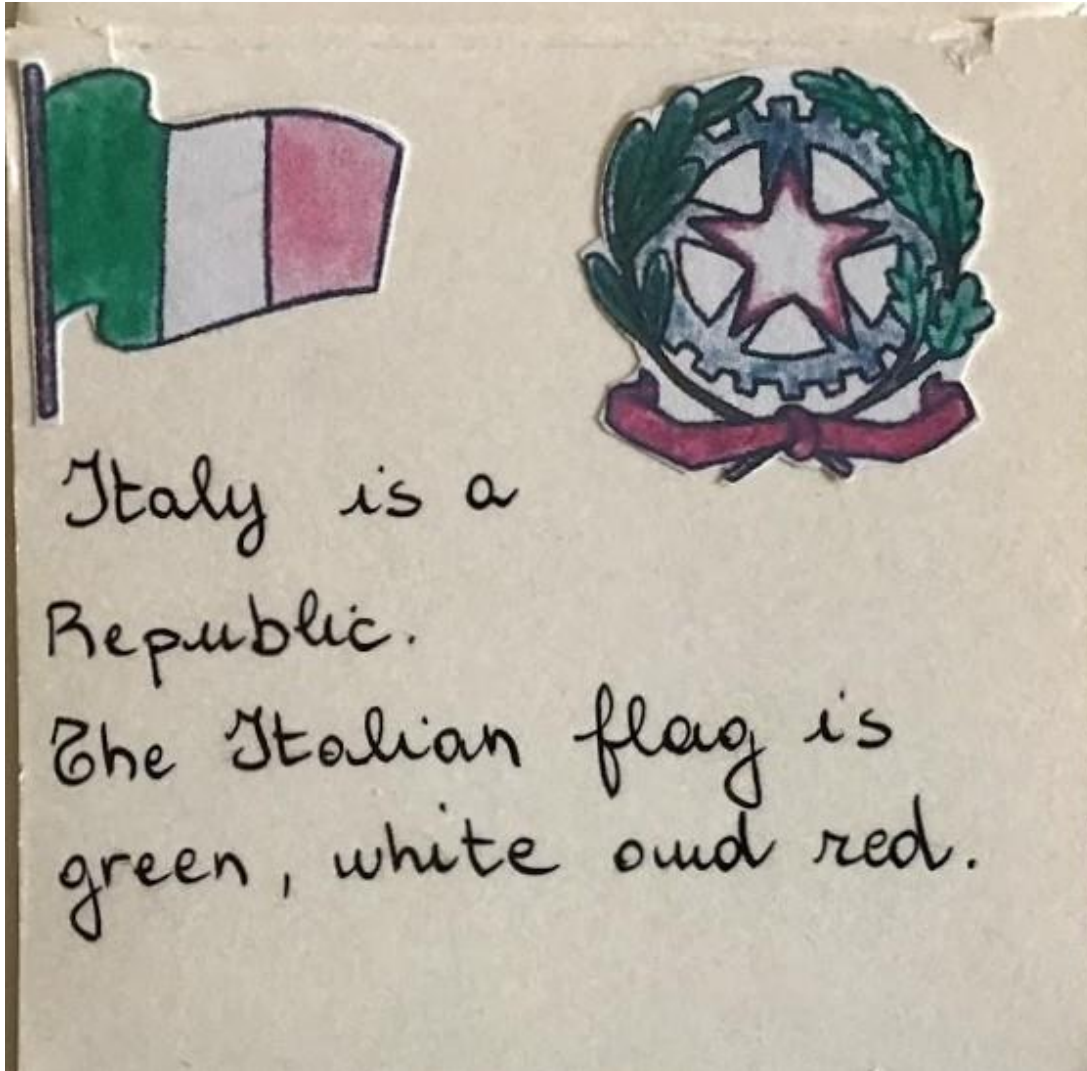 Italy is a
Republic.
The Italian flag is
green, white and red.